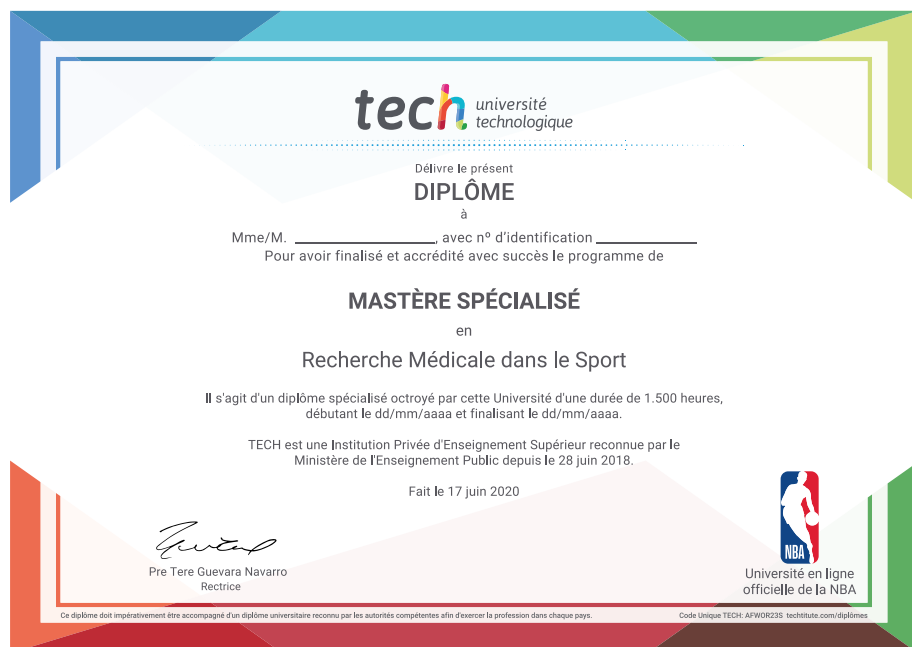 tech université
technologique
Délivre le présent
DIPLÔME
à
Mme/M. ____________________, avec nº d'identification ______________
Pour avoir finalisé et accrédité avec succès le programme de
MASTÈRE SPÉCIALISÉ
en
Recherche Médicale dans le Sport
Il s'agit d'un diplôme spécialisé octroyé par cette Université d'une durée de 1.500 heures,
débutant le dd/mm/aaaa et finalisant le dd/mm/aaaa.
TECH est une Institution Privée d'Enseignement Supérieur reconnue par le
Ministère de l'Enseignement Public depuis le 28 juin 2018.
Fait le 17 juin 2020
Pre Tere Guevara Navarro
Rectrice
NBA
Université en ligne
officielle de la NBA
Ce diplôme doit impérativement être accompagné d'un diplôme universitaire reconnu par les autorités compétentes afin d'exercer la profession dans chaque pays.
Code Unique TECH: AFWOR23S techtitute.com/diplômes